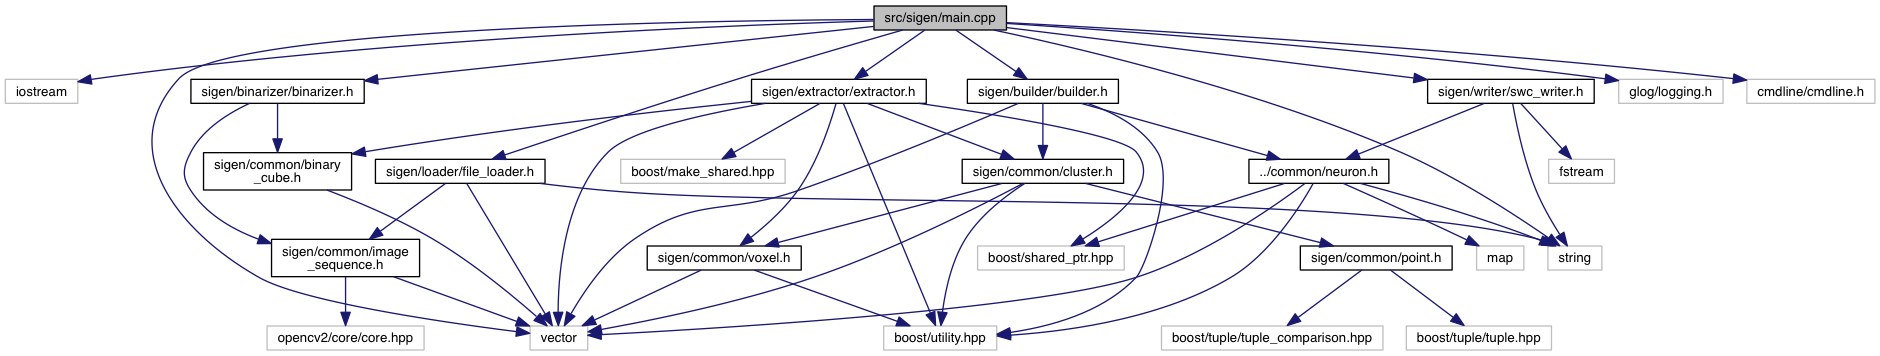 src/sigen/main.cpp
iostream
sigen/binarizer/binarizer.h
sigen/extractor/extractor.h
sigen/builder/builder.h
sigen/writer/swc_writer.h
glog/logging.h
cmdline/cmdline.h
sigen/common/binary
_cube.h
sigen/loader/file_loader.h
boost/make_shared.hpp
sigen/common/cluster.h
../common/neuron.h
fstream
sigen/common/image
_sequence.h
sigen/common/voxel.h
boost/shared_ptr.hpp
sigen/common/point.h
map
string
opencv2/core/core.hpp
vector
boost/utility.hpp
boost/tuple/tuple_comparison.hpp
boost/tuple/tuple.hpp